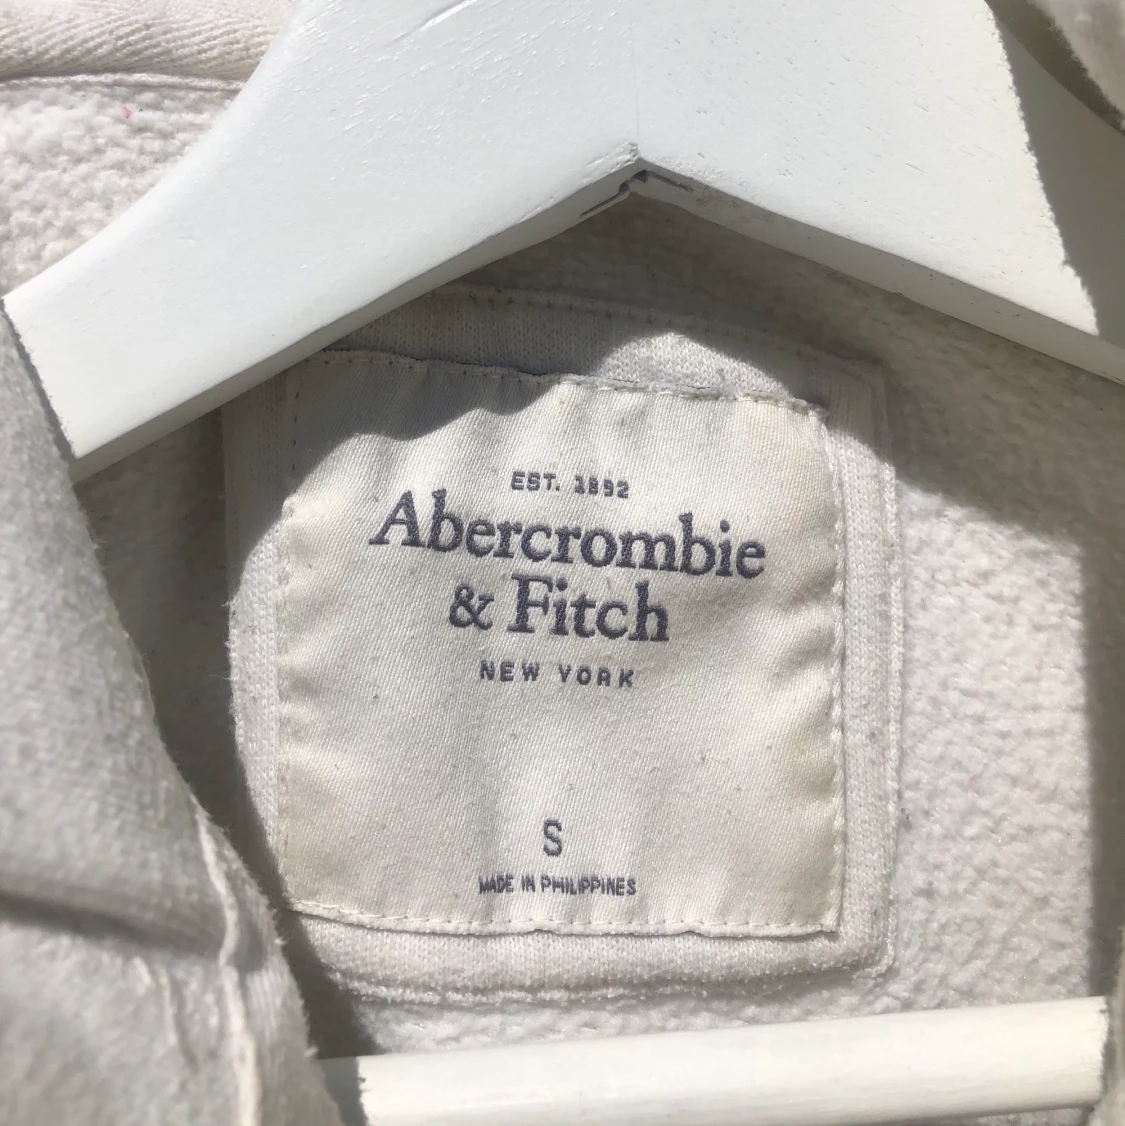 EST. 1892
Abercrombie
& Fitch
NEW YORK
S
MADE IN PHILIPPINES